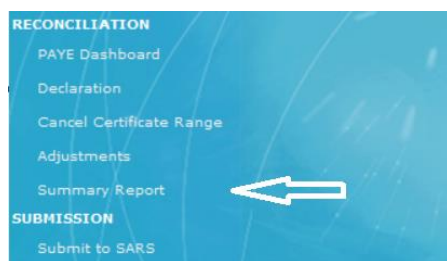 RECONCILIATION
PAYE Dashboard
Declaration
Cancel Certificate Range
Adjustments
Summary Report
SUBMISSION
Submit to SARS